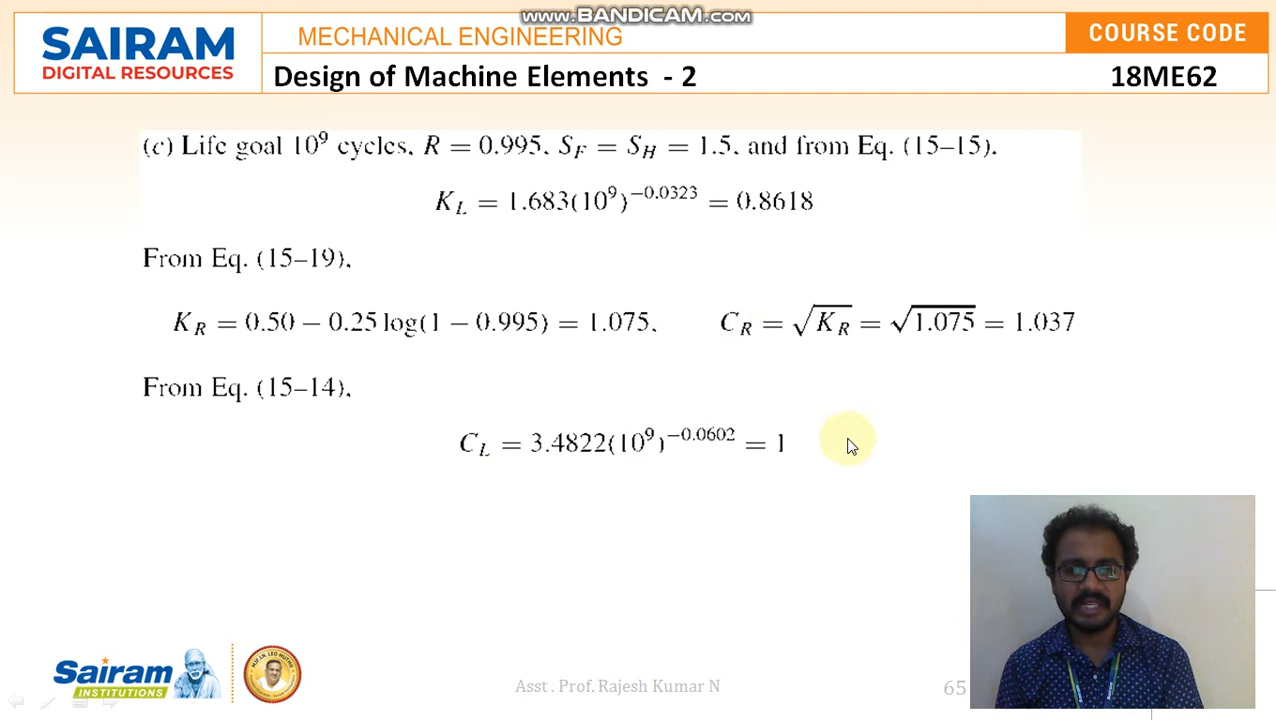 www.BANDICAM.com
SAIRAM
DIGITAL RESOURCES
MECHANICAL ENGINEERING
COURSE CODE
Design of Machine Elements - 2
18ME62
(c) Life goal 10⁹ cycles, R = 0.995, S_F = S_H = 1.5, and from Eq. (15–15),
K_L = 1.683(10⁹)^−0.0323 = 0.8618
From Eq. (15–19),
K_R = 0.50 − 0.25 log(1 − 0.995) = 1.075, C_R = √K_R = √1.075 = 1.037
From Eq. (15–14),
C_L = 3.4822(10⁹)^−0.0602 = 1
Sairam
INSTITUTIONS
Asst . Prof. Rajesh Kumar N
65